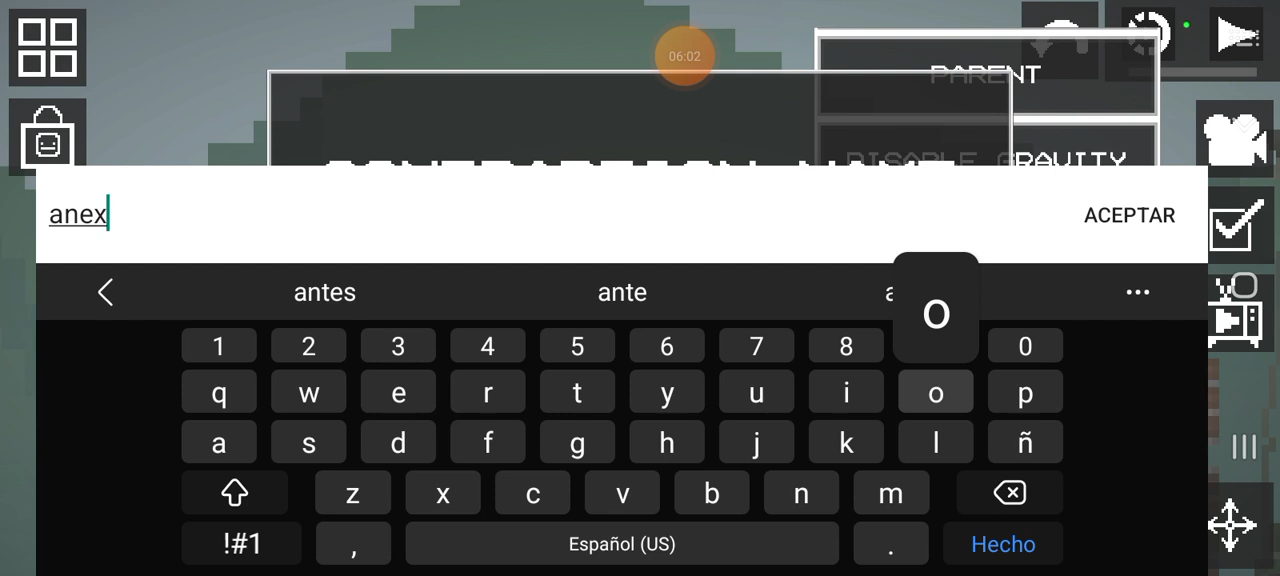 06:02
PARENT
DISABLE GRAVITY
anex
ACEPTAR
antes ante
o
1 2 3 4 5 6 7 8 0
q w e r t y u i o p
a s d f g h j k l ñ
z x c v b n m
!#1 , Español (US) . Hecho